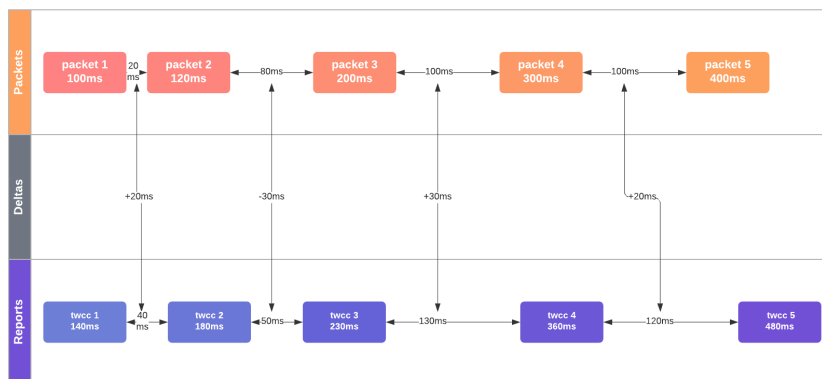 Packets
packet 1
100ms
20
ms
packet 2
120ms
80ms
packet 3
200ms
100ms
packet 4
300ms
100ms
packet 5
400ms
Deltas
+20ms
-30ms
+30ms
+20ms
Reports
twcc 1
140ms
40
ms
twcc 2
180ms
50ms
twcc 3
230ms
130ms
twcc 4
360ms
120ms
twcc 5
480ms